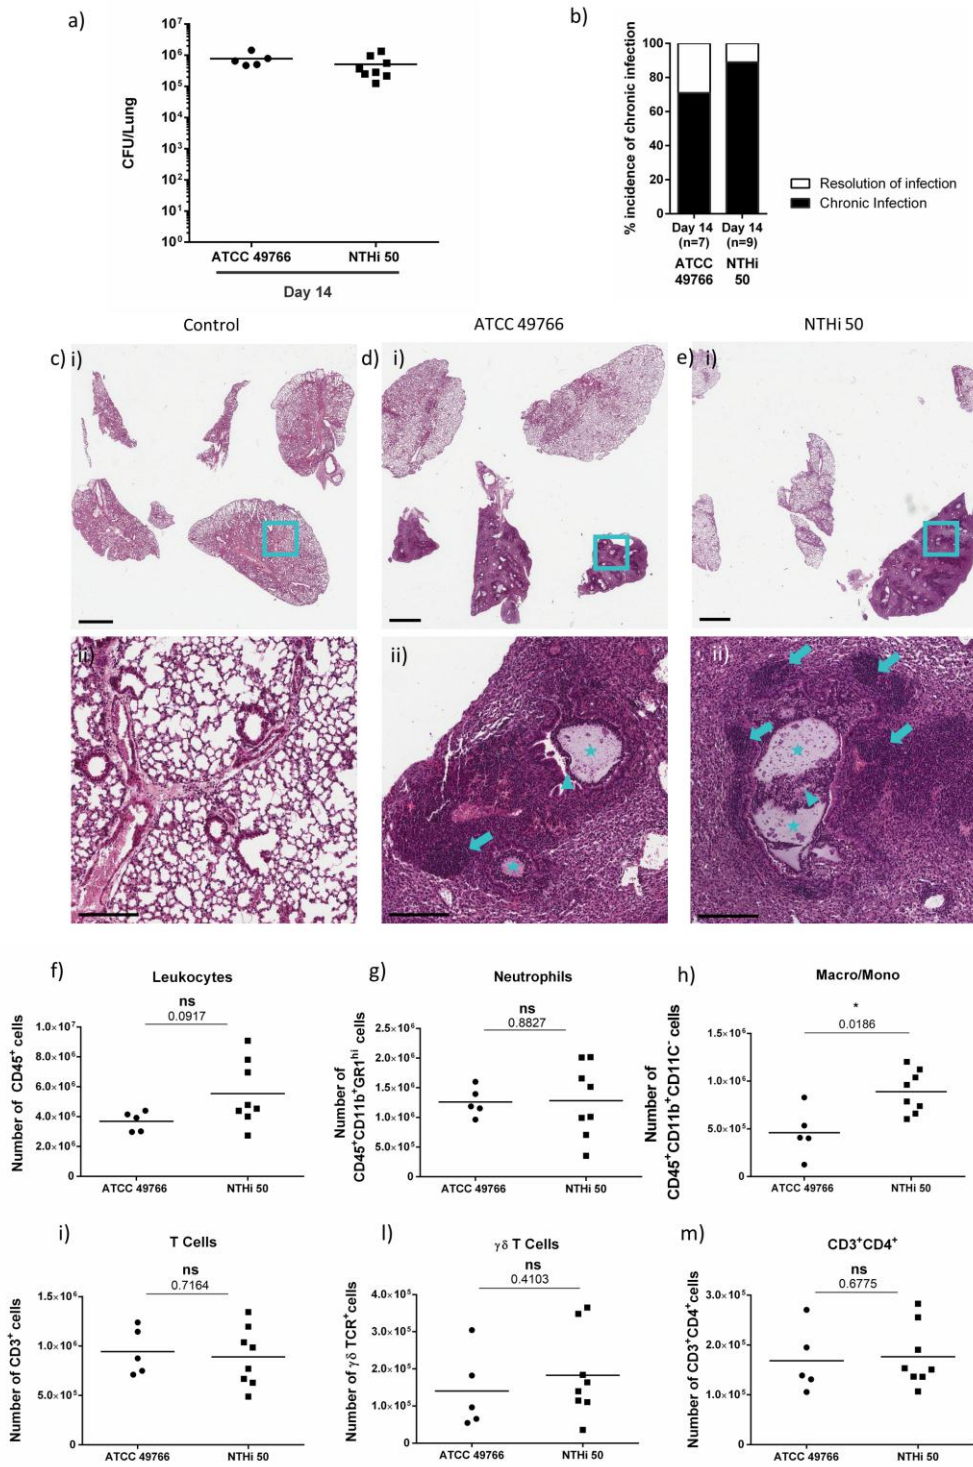 a)
CFU/Lung
10⁷
10⁶
10⁵
10⁴
10³
10²
10¹
10⁰
ATCC 49766 NTHi 50
Day 14
b)
% incidence of chronic infection
100
80
60
40
20
0
Day 14 Day 14
(n=7) (n=9)
ATCC NTHi
49766 50
Resolution of infection
Chronic Infection
Control ATCC 49766 NTHi 50
c) i) d) i) e) i)
ii) ii) ii)
f)
Leukocytes
ns
0.0917
Number of CD45⁺ cells
1.0×10⁷
8.0×10⁶
6.0×10⁶
4.0×10⁶
2.0×10⁶
0
ATCC 49766 NTHi 50
g)
Neutrophils
ns
0.8827
Number of
CD45⁺CD11b⁺GR1ʰⁱ cells
2.5×10⁶
2.0×10⁶
1.5×10⁶
1.0×10⁶
5.0×10⁵
0
ATCC 49766 NTHi 50
h)
Macro/Mono
*
0.0186
Number of
CD45⁺CD11b⁺CD11C⁻ cells
1.5×10⁶
1.0×10⁶
5.0×10⁵
0
ATCC 49766 NTHi 50
i)
T Cells
ns
0.7164
Number of CD3⁺ cells
1.5×10⁶
1.0×10⁶
5.0×10⁵
0
ATCC 49766 NTHi 50
l)
γδ T Cells
ns
0.4103
Number of γδ TCR⁺cells
4.0×10⁵
3.0×10⁵
2.0×10⁵
1.0×10⁵
0
ATCC 49766 NTHi 50
m)
CD3⁺CD4⁺
ns
0.6775
Number of CD3⁺CD4⁺cells
3.0×10⁵
2.0×10⁵
1.0×10⁵
0
ATCC 49766 NTHi 50